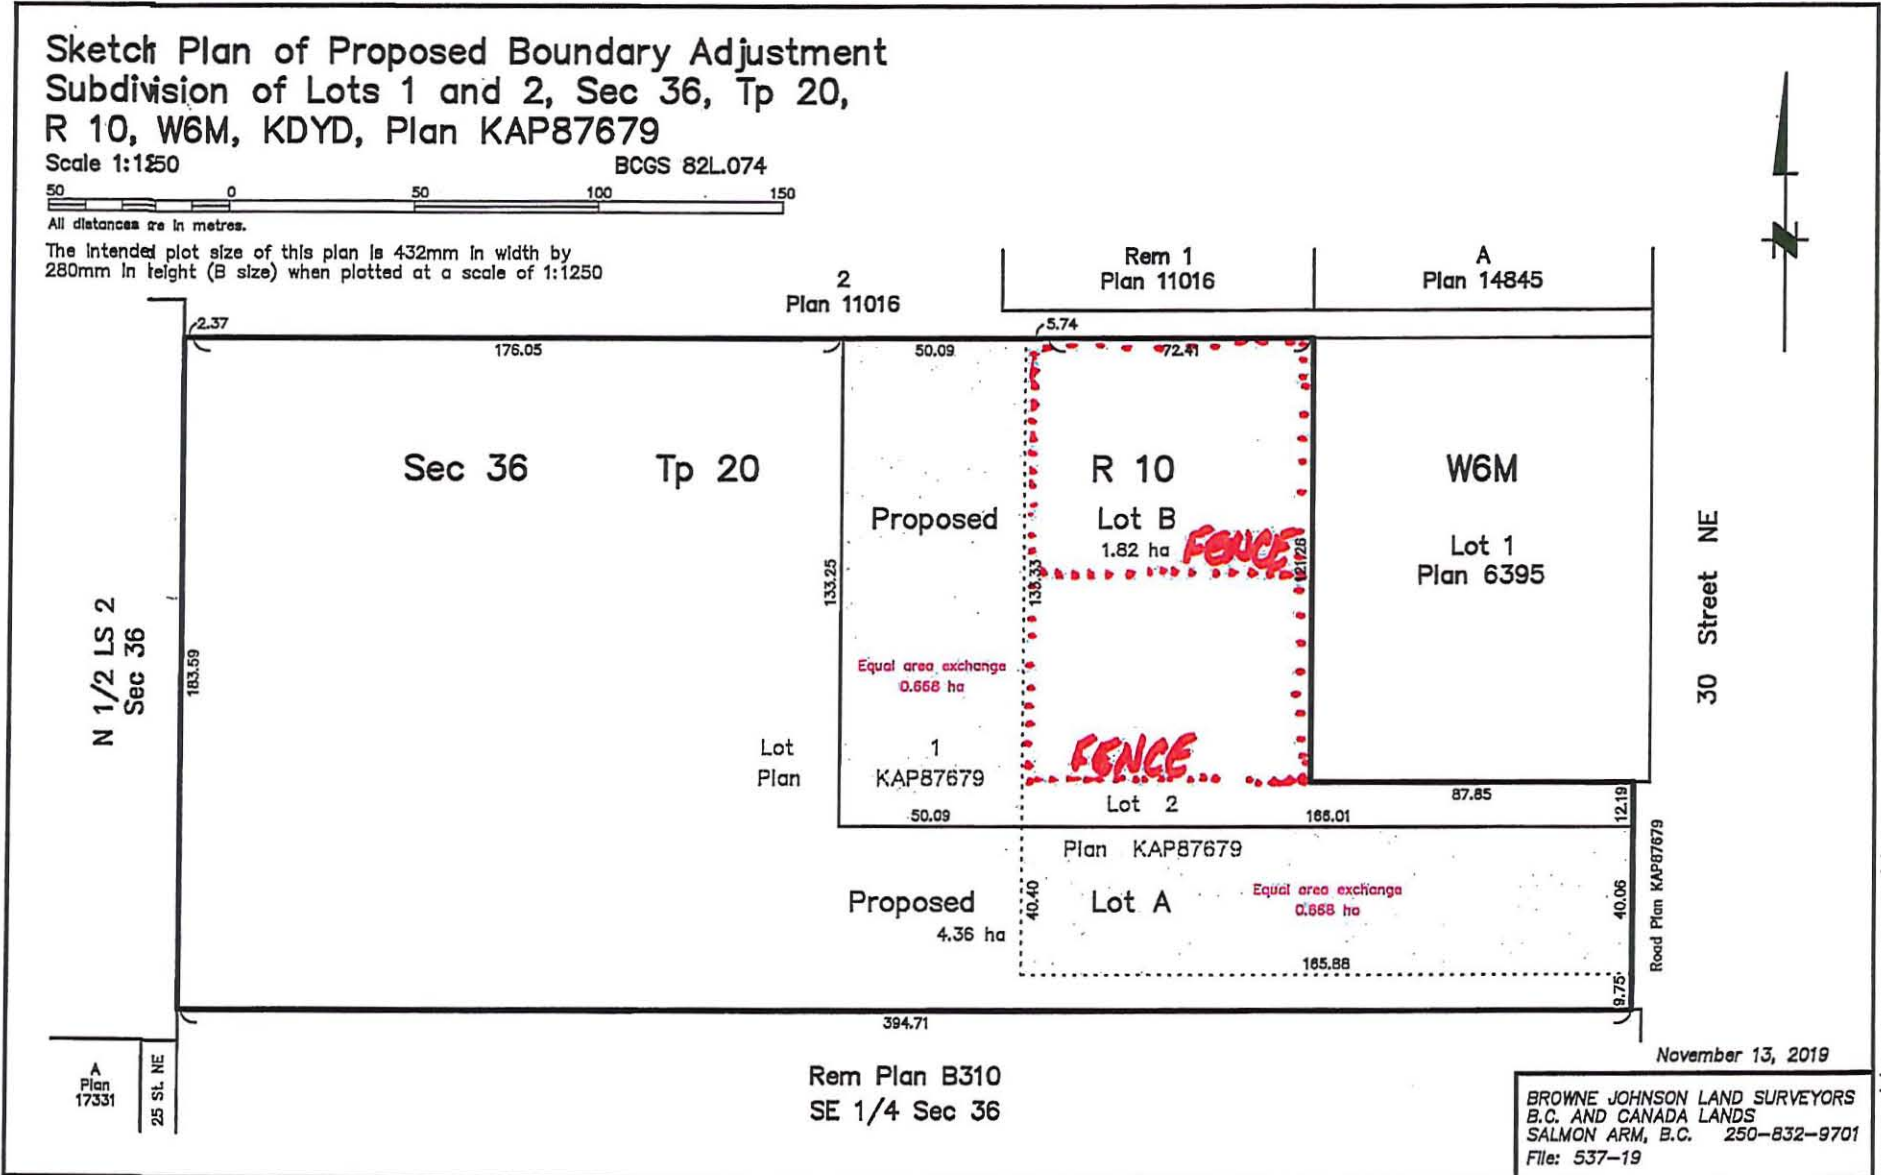 Sketch Plan of Proposed Boundary Adjustment
Subdivision of Lots 1 and 2, Sec 36, Tp 20,
R 10, W6M, KDYD, Plan KAP87679
Scale 1:1250
BCGS 82L.074
50 0 50 100 150
All distances are in metres.
The intended plot size of this plan is 432mm in width by
280mm in height (B size) when plotted at a scale of 1:1250
N
2
Plan 11016
Rem 1
Plan 11016
A
Plan 14845
2.37
176.05
50.09
5.74
72.41
Sec 36
Tp 20
R 10
W6M
Proposed
Lot B
1.82 ha
FENCE
Lot 1
Plan 6395
30 Street NE
133.25
133.33
121.26
N 1/2 LS 2
Sec 36
183.59
Equal area exchange
0.668 ha
FENCE
Lot 1
Plan KAP87679
Lot 2
87.85
12.19
50.09
166.01
Plan KAP87679
Road Plan KAP87679
Proposed
Lot A
4.36 ha
40.40
Equal area exchange
0.668 ha
40.06
165.88
9.75
394.71
A
Plan
17331
25 St. NE
Rem Plan B310
SE 1/4 Sec 36
November 13, 2019
BROWNE JOHNSON LAND SURVEYORS
B.C. AND CANADA LANDS
SALMON ARM, B.C. 250-832-9701
File: 537-19